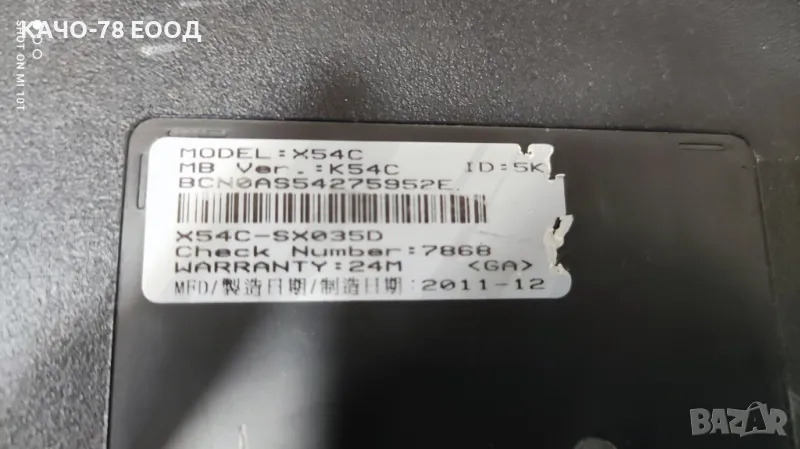 КАЧО-78 ЕООД
SHOT ON MI 10T
MODEL:X54C
MB Ver.:K54C ID:5K
BCN0AS54275952E
X54C-SX035D
Check Number:7868
WARRANTY:24M <GA>
MFD/製造日期/制造日期:2011-12
BAZAR